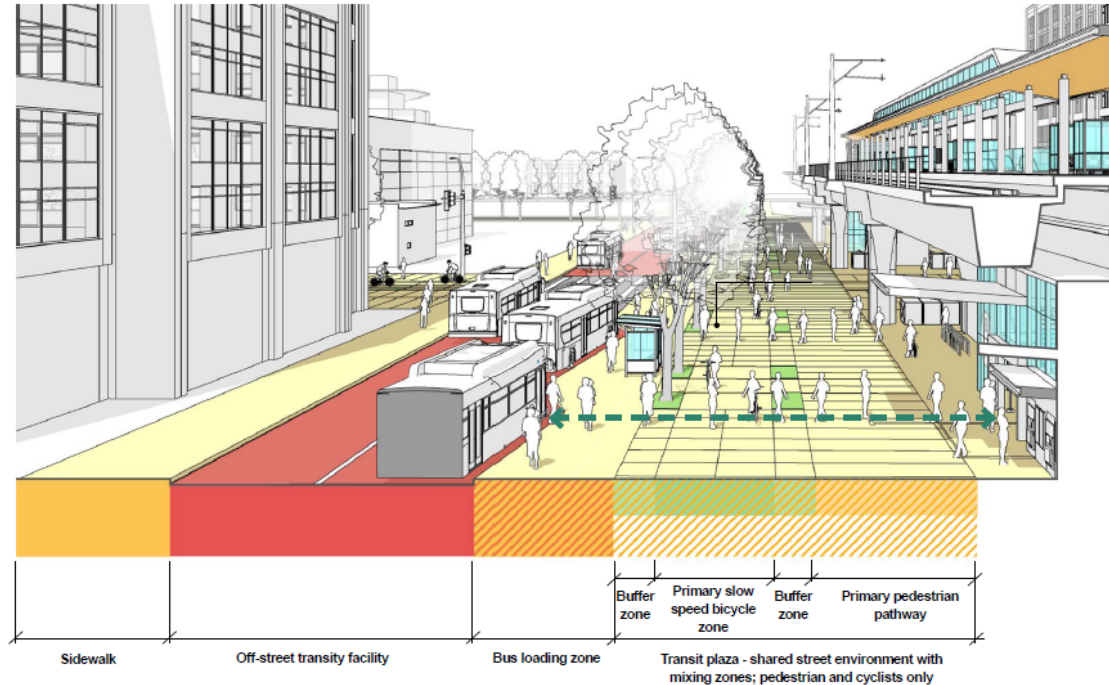 Buffer
zone
Primary slow
speed bicycle
zone
Buffer
zone
Primary pedestrian
pathway
Sidewalk
Off-street transity facility
Bus loading zone
Transit plaza - shared street environment with
mixing zones; pedestrian and cyclists only